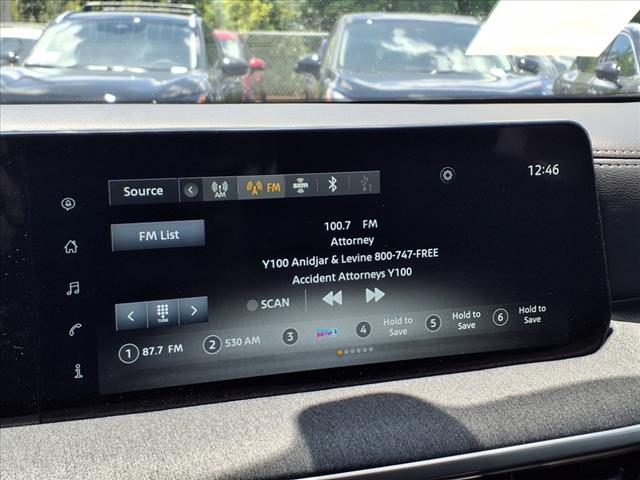 12:46
Source AM FM 1
FM List
100.7 FM
Attorney
Y100 Anidjar & Levine 800-747-FREE
Accident Attorneys Y100
TUNE SCAN
1 87.7 FM 2 530 AM 3 4 Hold to Save 5 Hold to Save 6 Hold to Save